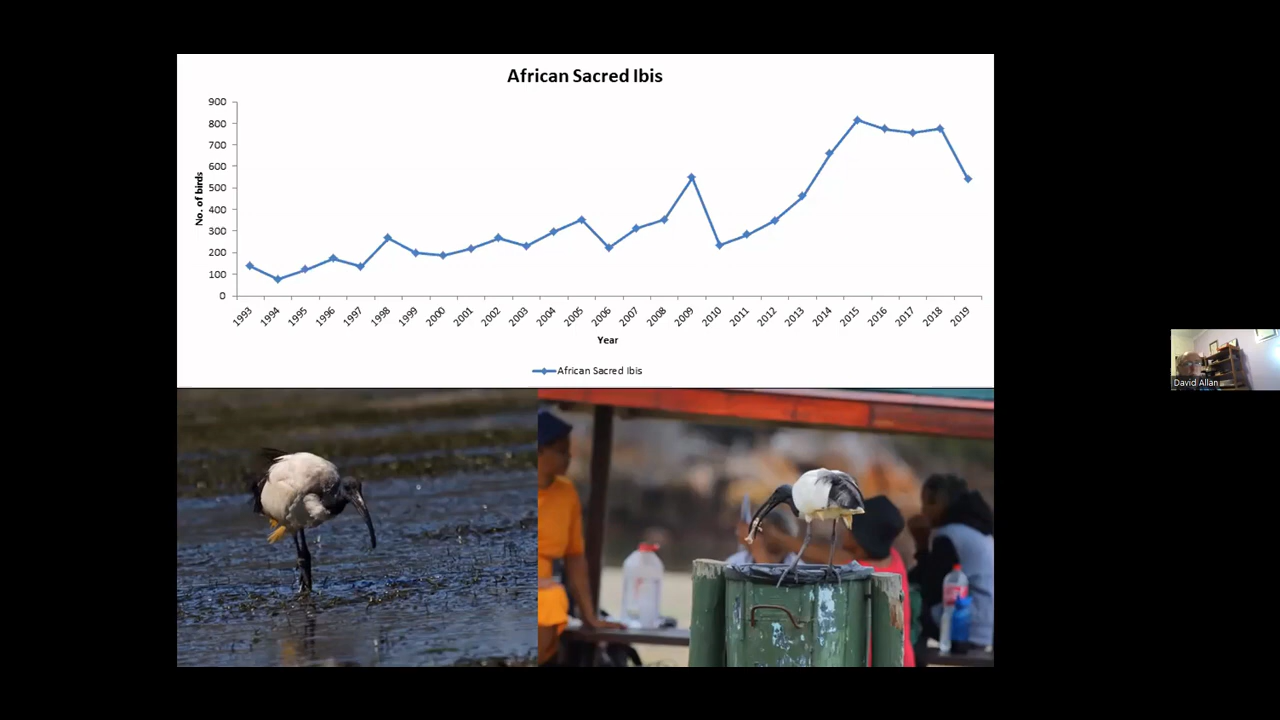 African Sacred Ibis
900
800
700
600
500
400
300
200
100
0
No. of birds
1993 1994 1995 1996 1997 1998 1999 2000 2001 2002 2003 2004 2005 2006 2007 2008 2009 2010 2011 2012 2013 2014 2015 2016 2017 2018 2019
Year
African Sacred Ibis
David Allan